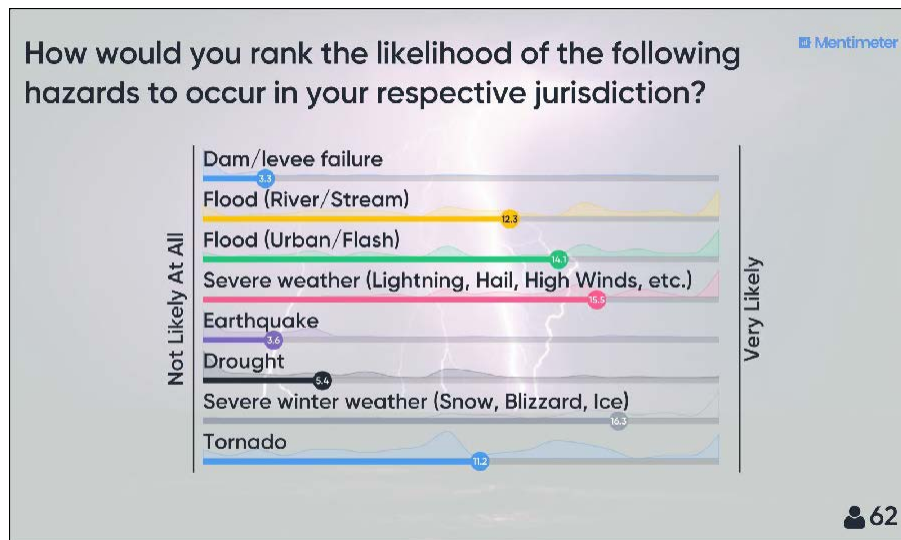 How would you rank the likelihood of the following
hazards to occur in your respective jurisdiction?
Mentimeter
Not Likely At All
Dam/levee failure
3.3
Flood (River/Stream)
12.3
Flood (Urban/Flash)
14.1
Severe weather (Lightning, Hail, High Winds, etc.)
15.5
Earthquake
3.6
Drought
5.4
Severe winter weather (Snow, Blizzard, Ice)
16.3
Tornado
11.2
Very Likely
62